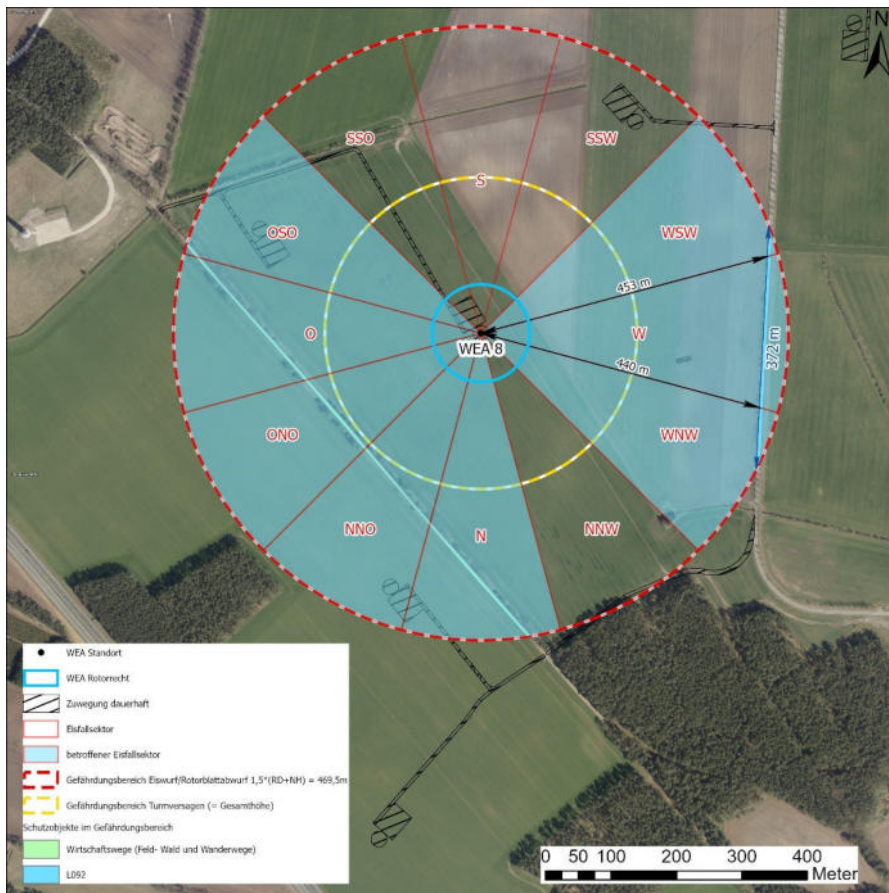 N
SSO
SSW
S
OSO
WSW
453 m
O
W
WEA 8
372 m
440 m
ONO
WNW
NNO
N
NNW
WEA Standort
WEA Rotorrecht
Zuwegung dauerhaft
Eisfallsektor
betroffener Eisfallsektor
Gefährdungsbereich Eiswurf/Rotorblattabwurf 1,5*(RD+NH) = 469,5m
Gefährdungsbereich Turmversagen (= Gesamthöhe)
Schutzobjekte im Gefährdungsbereich
Wirtschaftswege (Feld- Wald und Wanderwege)
L092
0 50 100 200 300 400
Meter